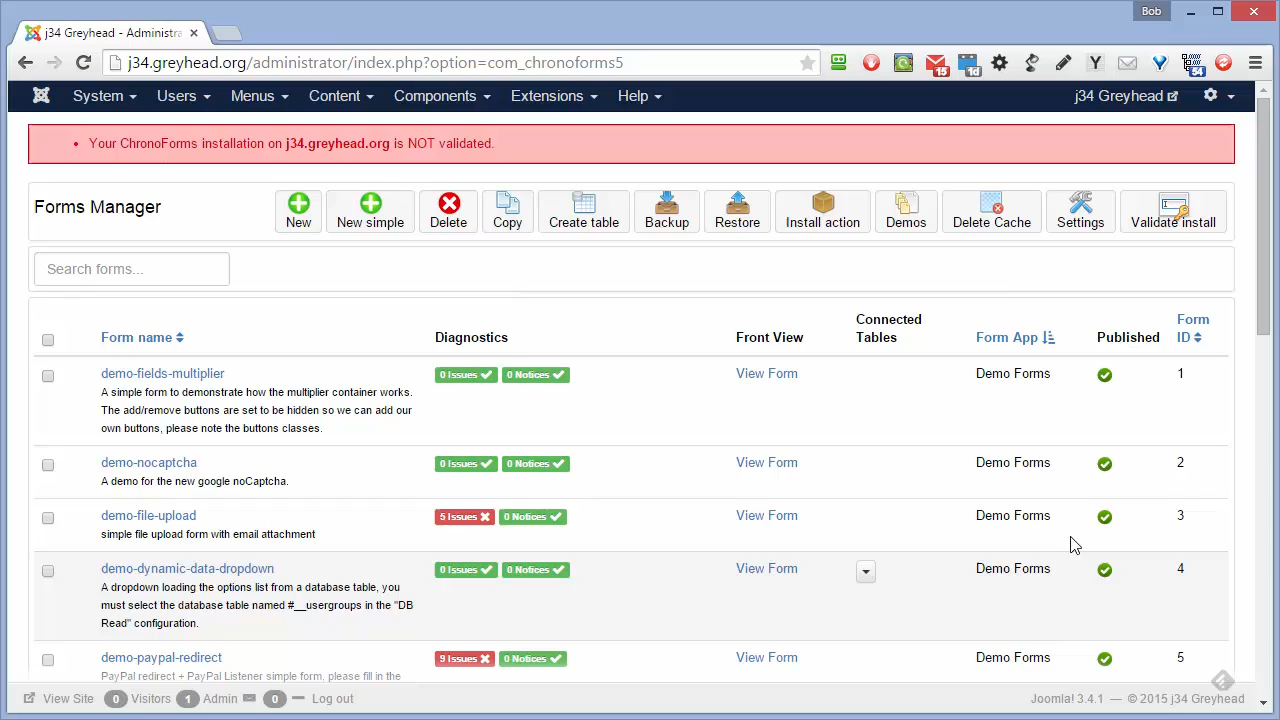 Bob
j34 Greyhead - Administra
j34.greyhead.org/administrator/index.php?option=com_chronoforms5
15
1d
Y
54
System Users Menus Content Components Extensions Help j34 Greyhead
Your ChronoForms installation on j34.greyhead.org is NOT validated.
Forms Manager
New New simple Delete Copy Create table Backup Restore Install action Demos Delete Cache Settings Validate install
Search forms...
Form name Diagnostics Front View Connected Tables Form App Published Form ID
demo-fields-multiplier 0 Issues 0 Notices View Form Demo Forms 1
A simple form to demonstrate how the multiplier container works.
The add/remove buttons are set to be hidden so we can add our
own buttons, please note the buttons classes.
demo-nocaptcha 0 Issues 0 Notices View Form Demo Forms 2
A demo for the new google noCaptcha.
demo-file-upload 5 Issues 0 Notices View Form Demo Forms 3
simple file upload form with email attachment
demo-dynamic-data-dropdown 0 Issues 0 Notices View Form Demo Forms 4
A dropdown loading the options list from a database table, you
must select the database table named #__usergroups in the "DB
Read" configuration.
demo-paypal-redirect 9 Issues 0 Notices View Form Demo Forms 5
PayPal redirect + PayPal Listener simple form, please fill in the
View Site 0 Visitors 1 Admin 0 Log out Joomla! 3.4.1 — © 2015 j34 Greyhead